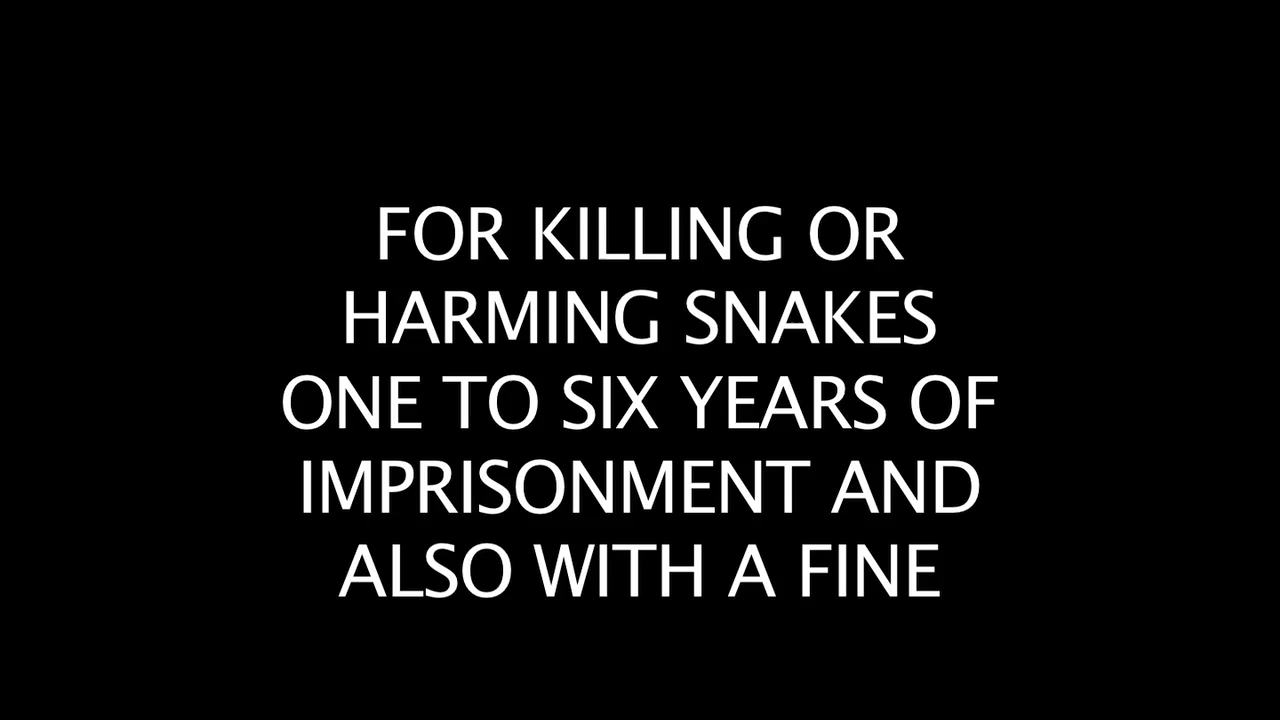 FOR KILLING OR
HARMING SNAKES
ONE TO SIX YEARS OF
IMPRISONMENT AND
ALSO WITH A FINE